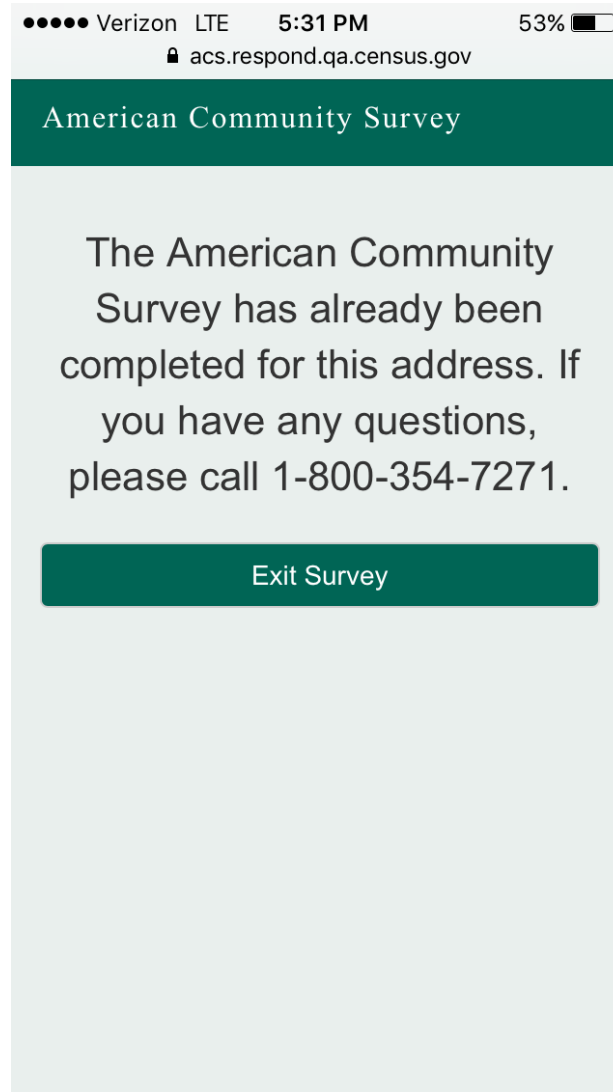 Verizon LTE 5:31 PM 53%
acs.respond.qa.census.gov
American Community Survey
The American Community
Survey has already been
completed for this address. If
you have any questions,
please call 1-800-354-7271.
Exit Survey